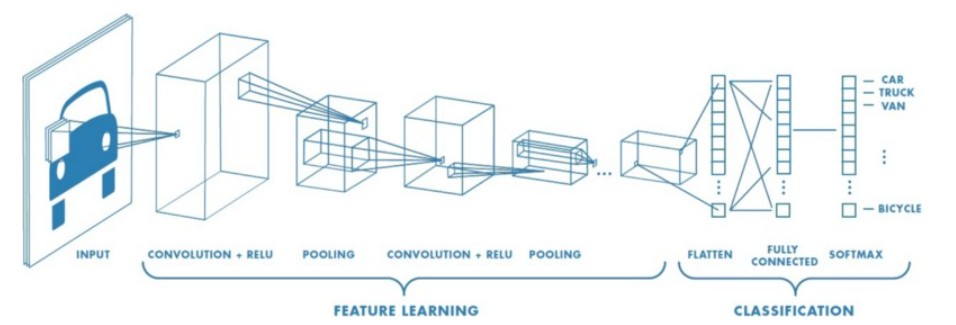 CAR
TRUCK
VAN
BICYCLE
INPUT
CONVOLUTION + RELU
POOLING
CONVOLUTION + RELU
POOLING
FLATTEN
FULLY
CONNECTED
SOFTMAX
FEATURE LEARNING
CLASSIFICATION